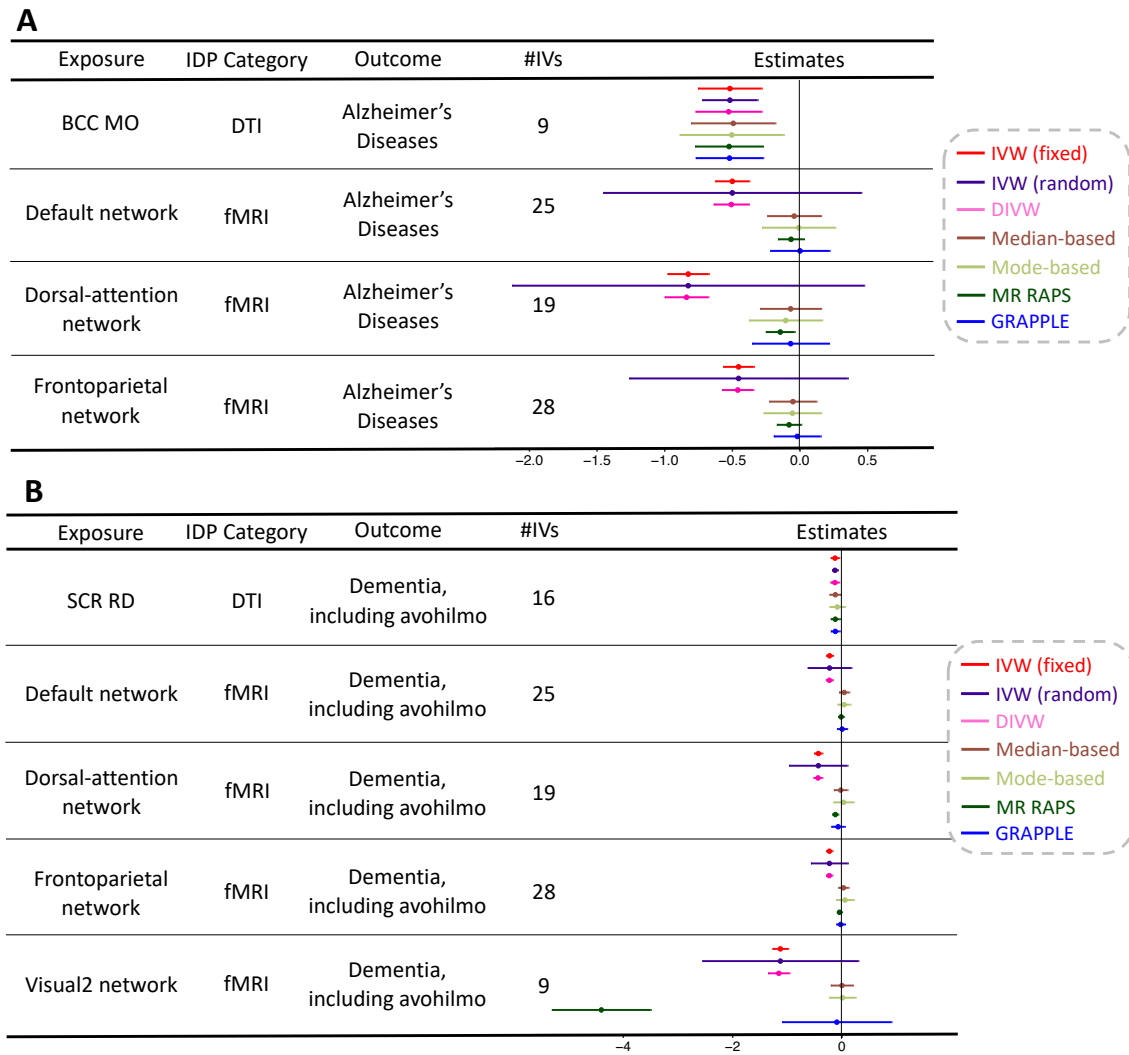 A
Exposure IDP Category Outcome #IVs Estimates
BCC MO DTI Alzheimer's Diseases 9
Default network fMRI Alzheimer's Diseases 25
Dorsal-attention network fMRI Alzheimer's Diseases 19
Frontoparietal network fMRI Alzheimer's Diseases 28
−2.0 −1.5 −1.0 −0.5 0.0 0.5
IVW (fixed)
IVW (random)
DIVW
Median-based
Mode-based
MR RAPS
GRAPPLE
B
Exposure IDP Category Outcome #IVs Estimates
SCR RD DTI Dementia, including avohilmo 16
Default network fMRI Dementia, including avohilmo 25
Dorsal-attention network fMRI Dementia, including avohilmo 19
Frontoparietal network fMRI Dementia, including avohilmo 28
Visual2 network fMRI Dementia, including avohilmo 9
−4 −2 0
IVW (fixed)
IVW (random)
DIVW
Median-based
Mode-based
MR RAPS
GRAPPLE